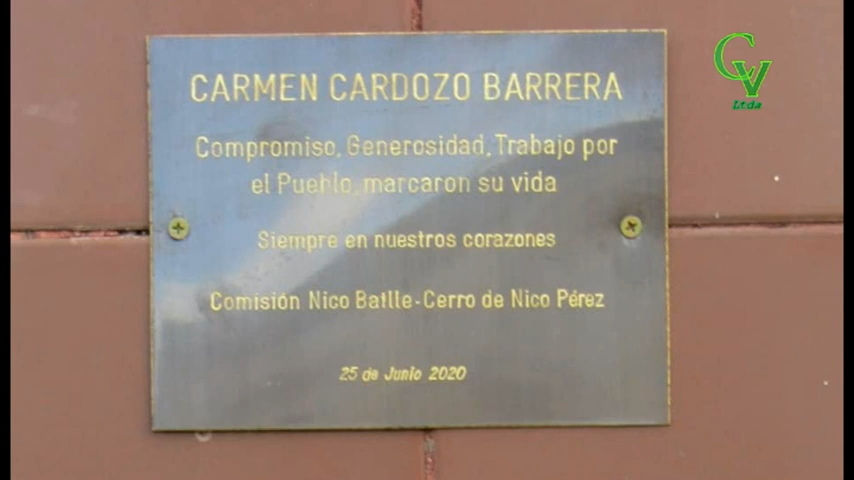 CV
Ltda
CARMEN CARDOZO BARRERA
Compromiso, Generosidad, Trabajo por
el Pueblo, marcaron su vida
Siempre en nuestros corazones
Comisión Nico Batlle-Cerro de Nico Pérez
25 de Junio 2020